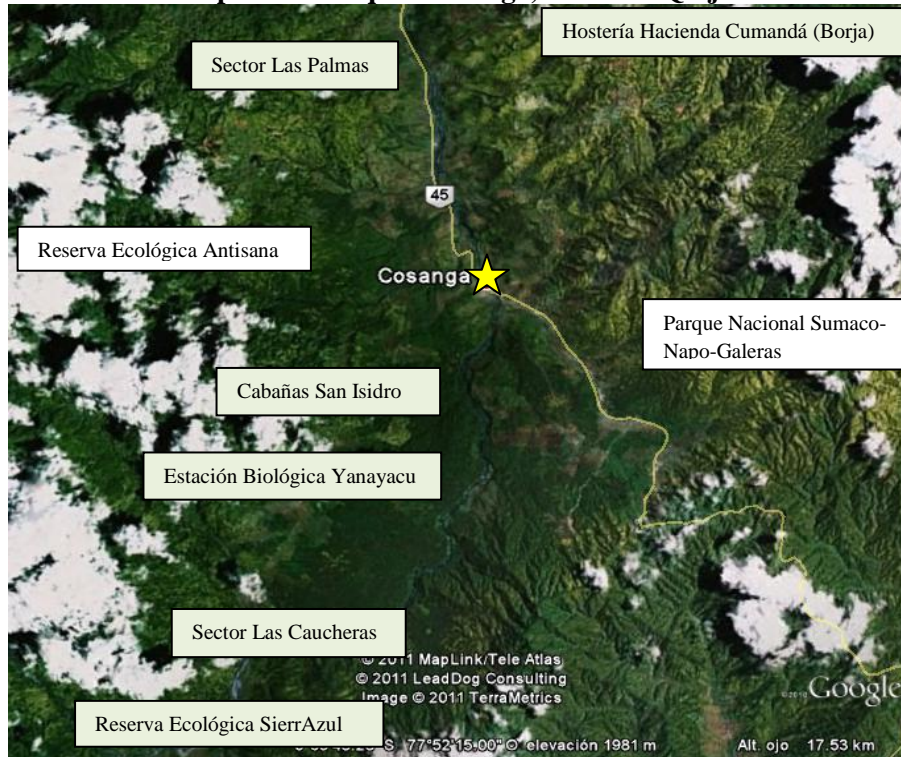 Hostería Hacienda Cumandá (Borja)
Sector Las Palmas
45
Reserva Ecológica Antisana
Cosanga
Parque Nacional Sumaco-
Napo-Galeras
Cabañas San Isidro
Estación Biológica Yanayacu
Sector Las Caucheras
© 2011 MapLink/Tele Atlas
© 2011 LeadDog Consulting
Image © 2011 TerraMetrics
©2010 Google
Reserva Ecológica SierrAzul
S 77°52'15.00" O elevación 1981 m
Alt. ojo 17.53 km